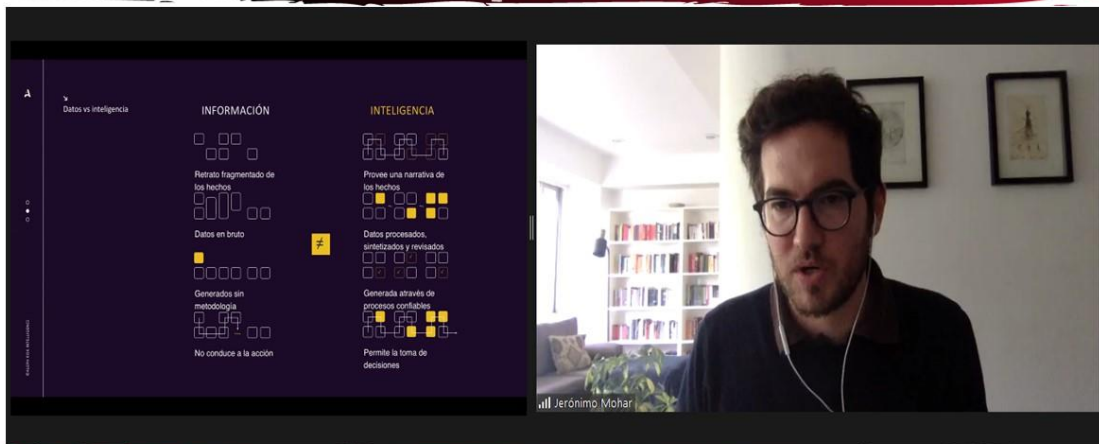 Datos vs inteligencia
INFORMACIÓN
Retrato fragmentado de
los hechos
Datos en bruto
Generados sin
metodología
No conduce a la acción
≠
INTELIGENCIA
Provee una narrativa de
los hechos
Datos procesados,
sintetizados y revisados
Generada através de
procesos confiables
Permite la toma de
decisiones
Jerónimo Mohar